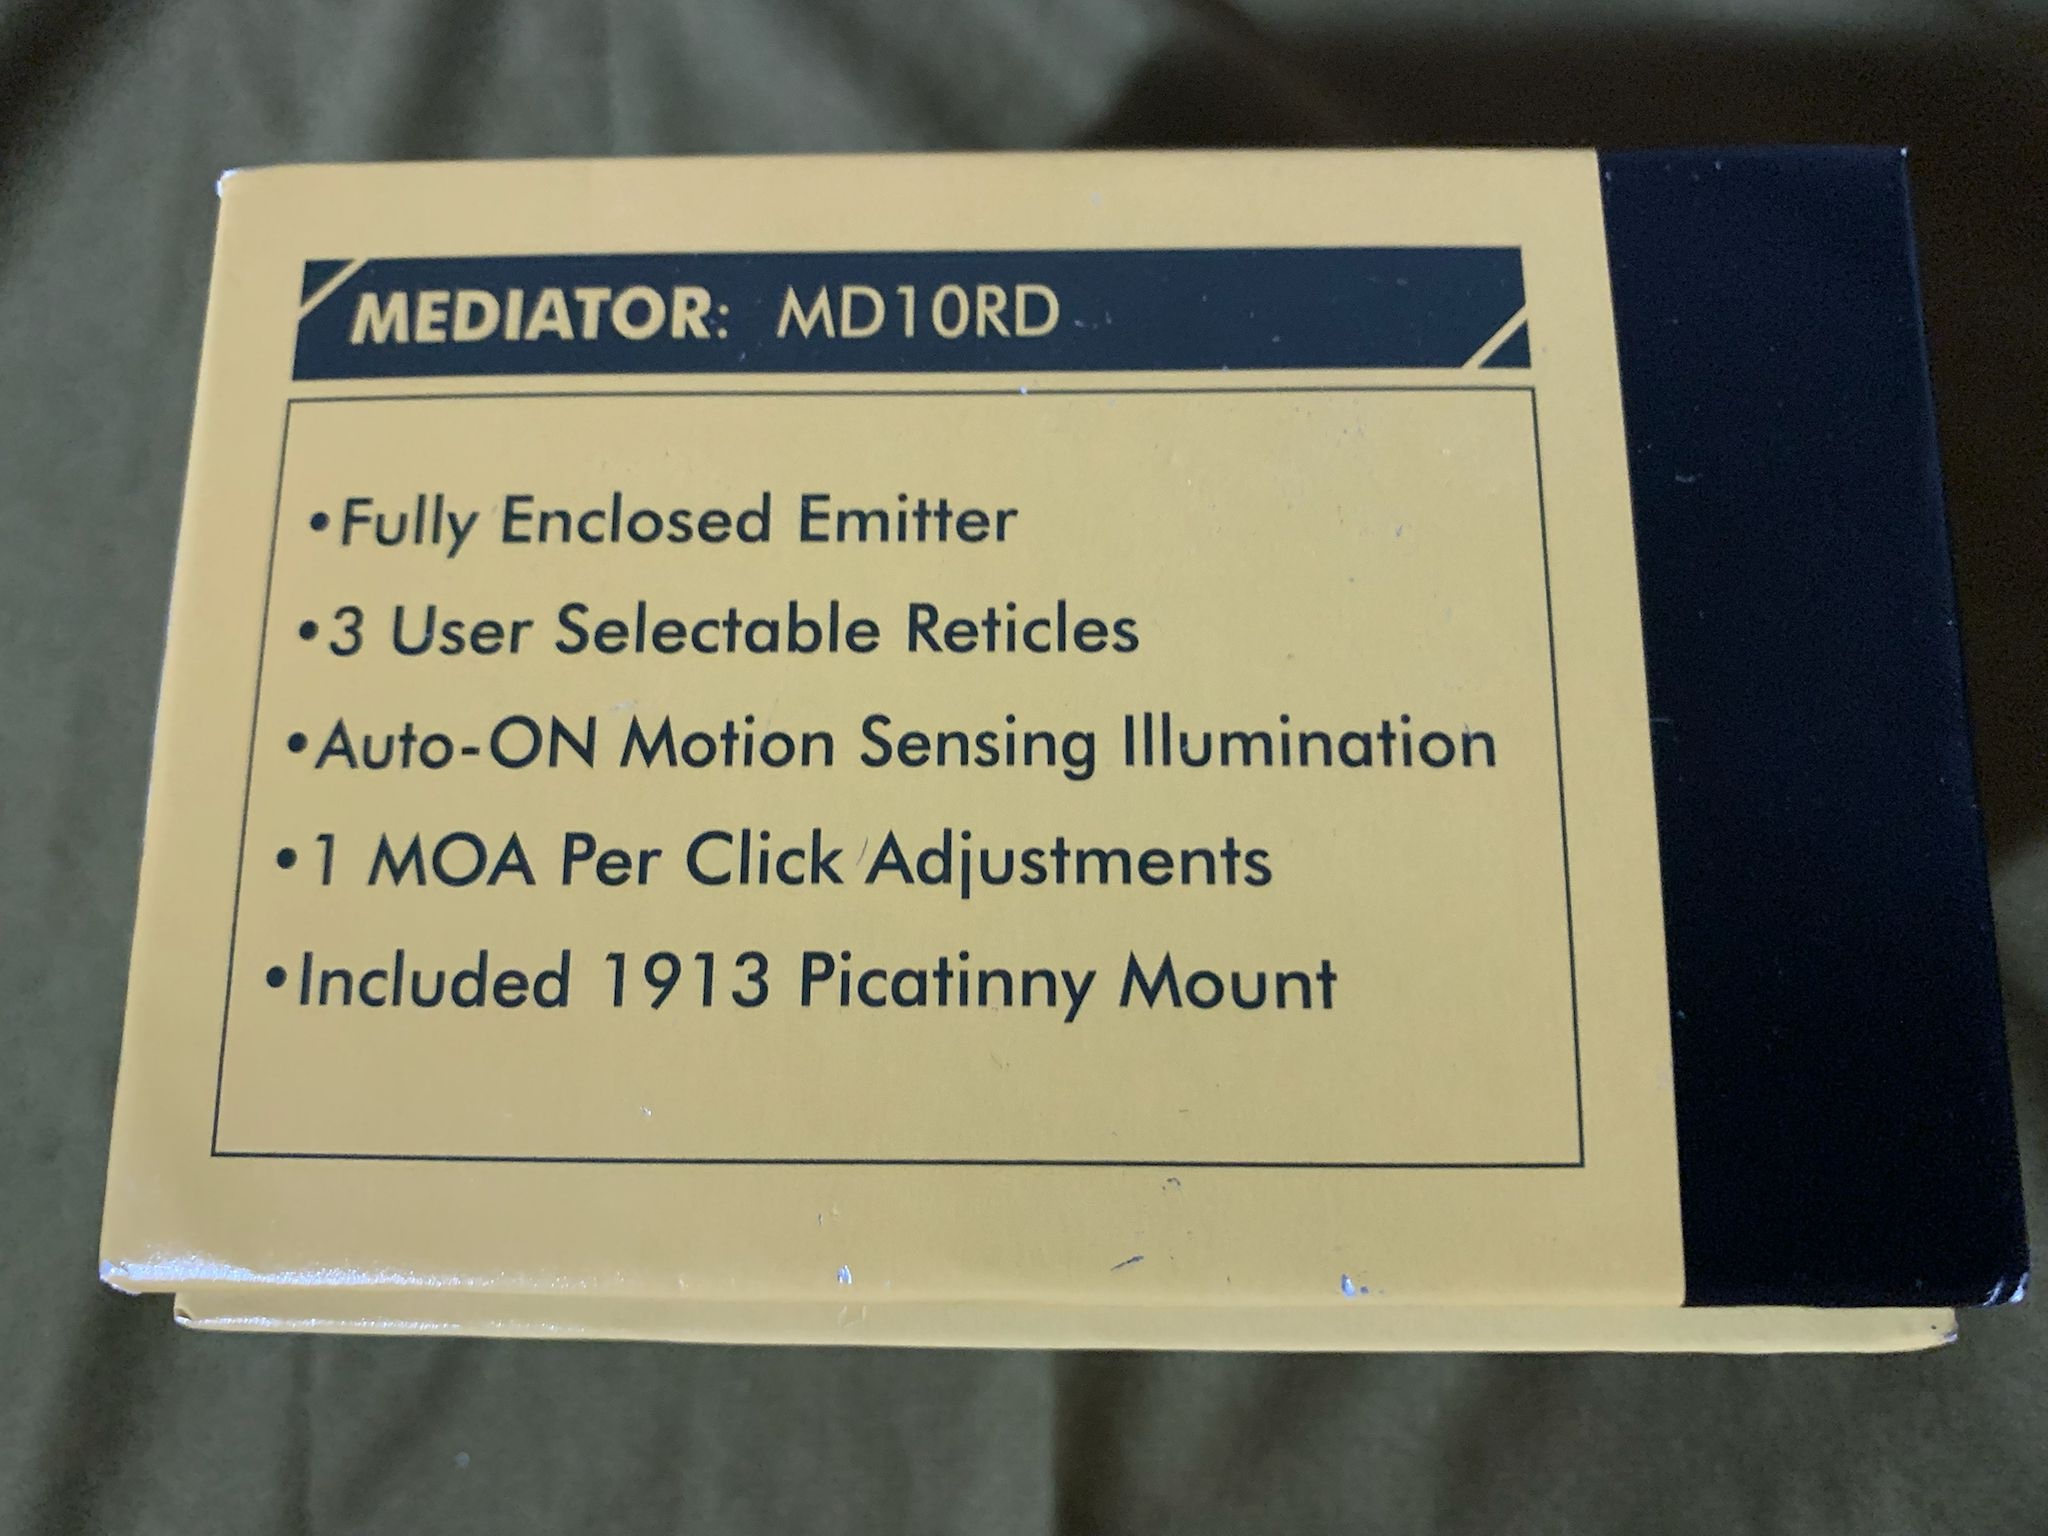 MEDIATOR: MD10RD
•Fully Enclosed Emitter
•3 User Selectable Reticles
•Auto-ON Motion Sensing Illumination
•1 MOA Per Click Adjustments
•Included 1913 Picatinny Mount